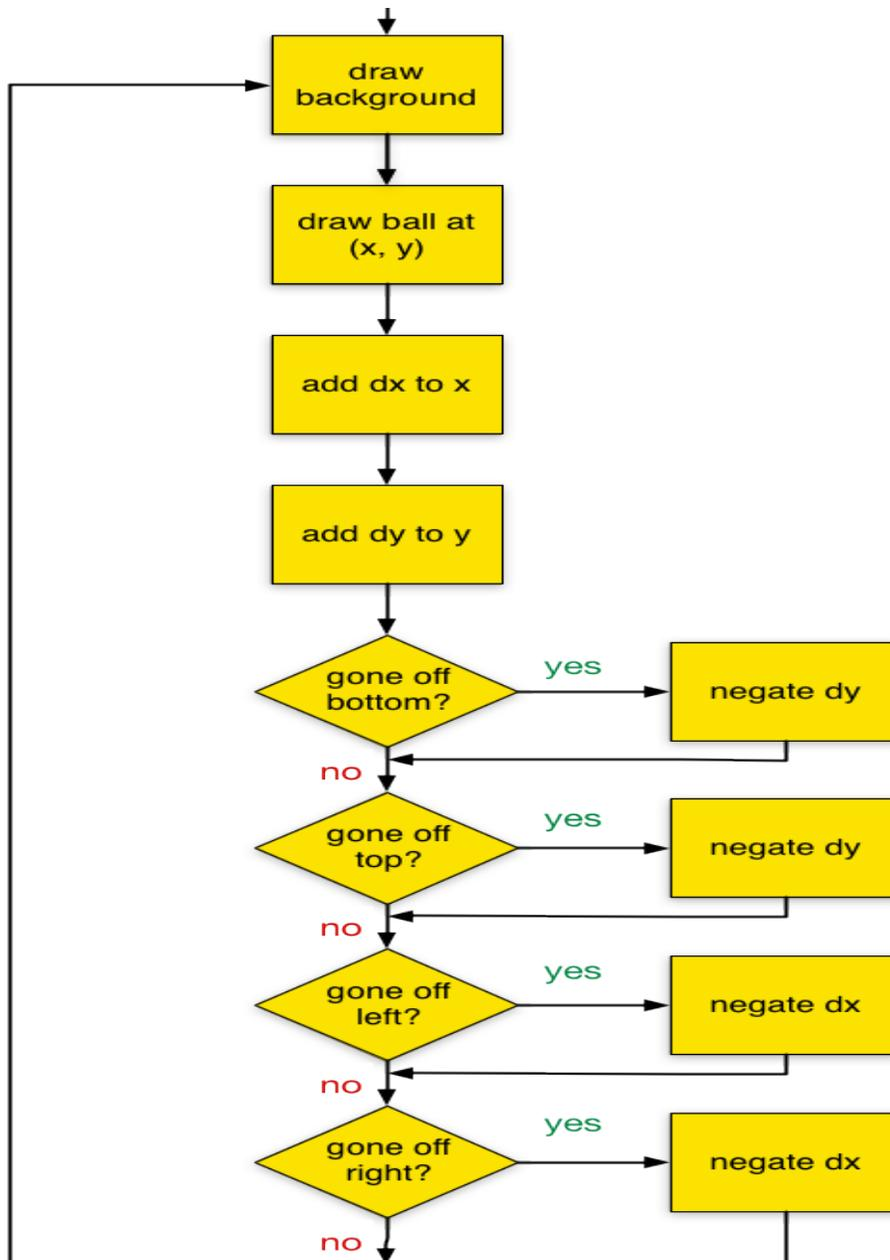 draw
background
draw ball at
(x, y)
add dx to x
add dy to y
gone off
bottom?
yes
negate dy
no
gone off
top?
yes
negate dy
no
gone off
left?
yes
negate dx
no
gone off
right?
yes
negate dx
no